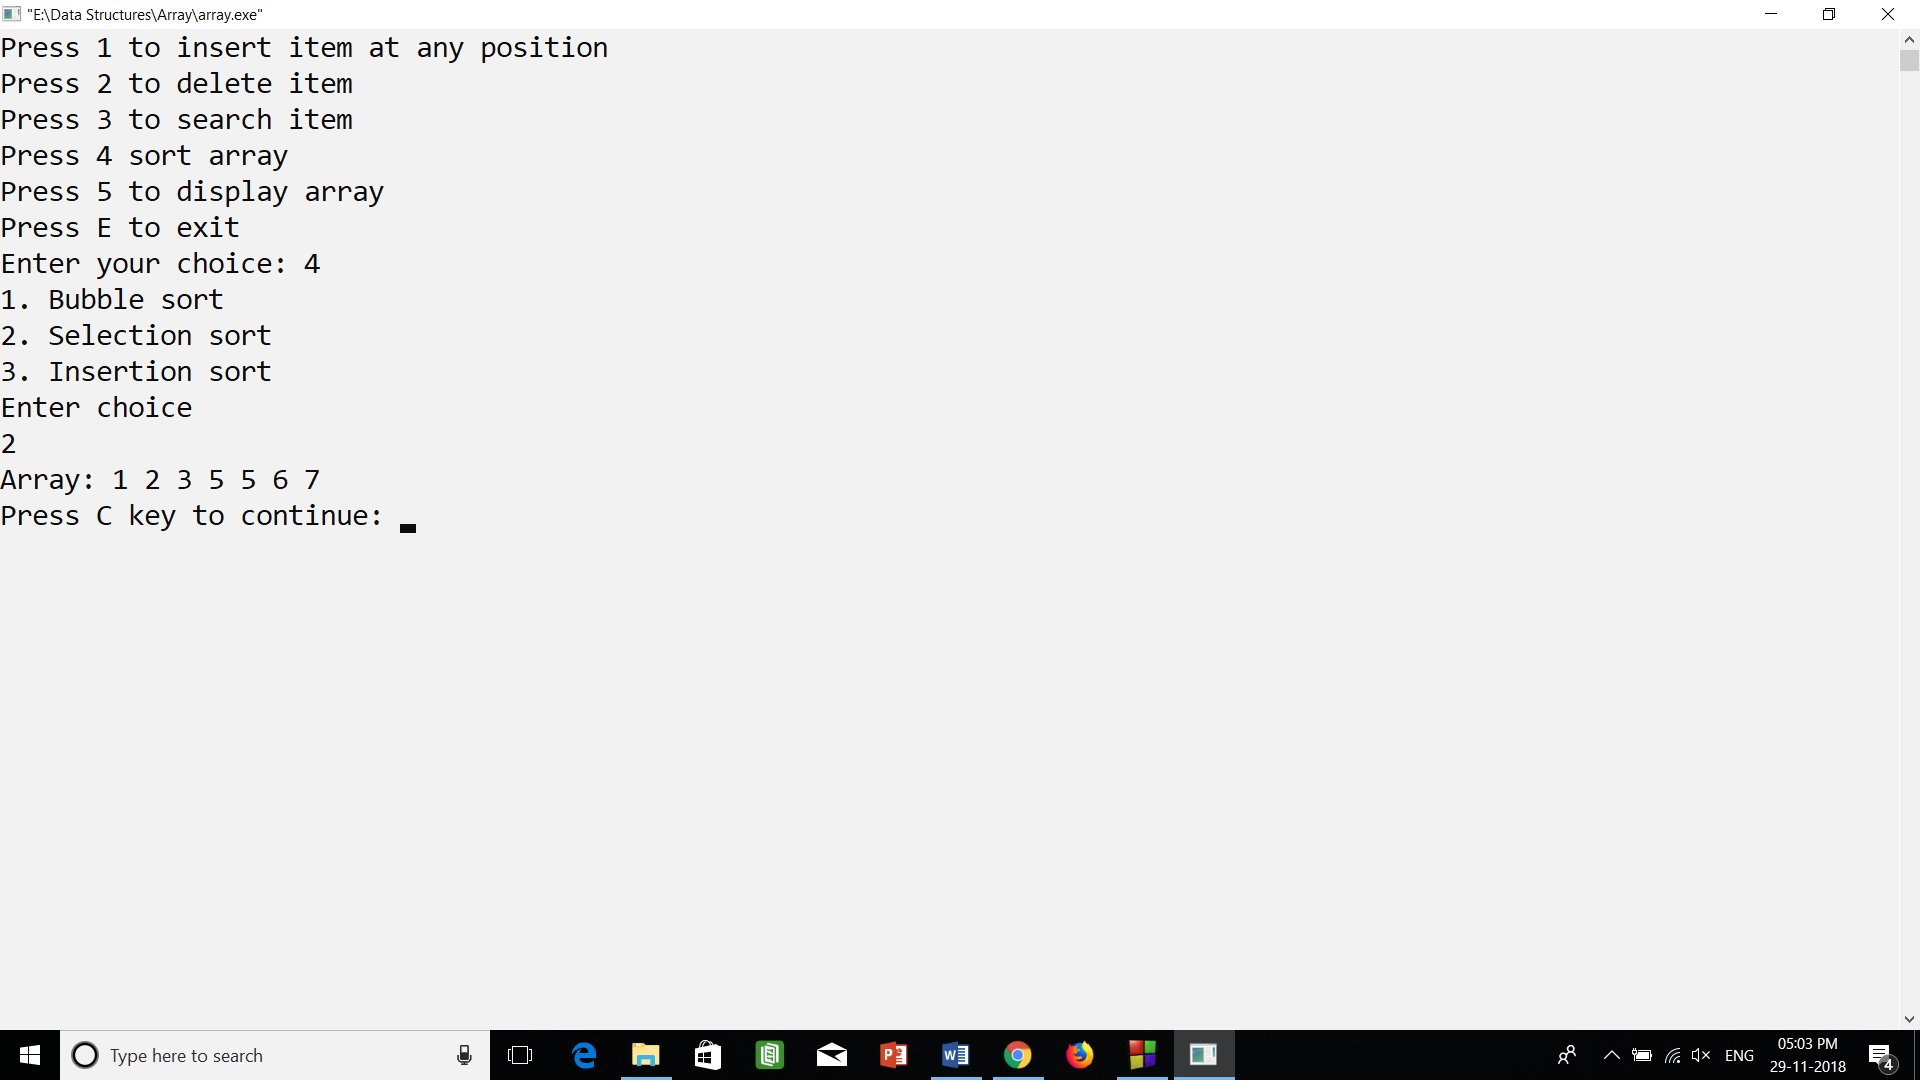 "E:\Data Structures\Array\array.exe"
Press 1 to insert item at any position
Press 2 to delete item
Press 3 to search item
Press 4 sort array
Press 5 to display array
Press E to exit
Enter your choice: 4
1. Bubble sort
2. Selection sort
3. Insertion sort
Enter choice
2
Array: 1 2 3 5 5 6 7
Press C key to continue:
Type here to search
ENG
05:03 PM
29-11-2018
4